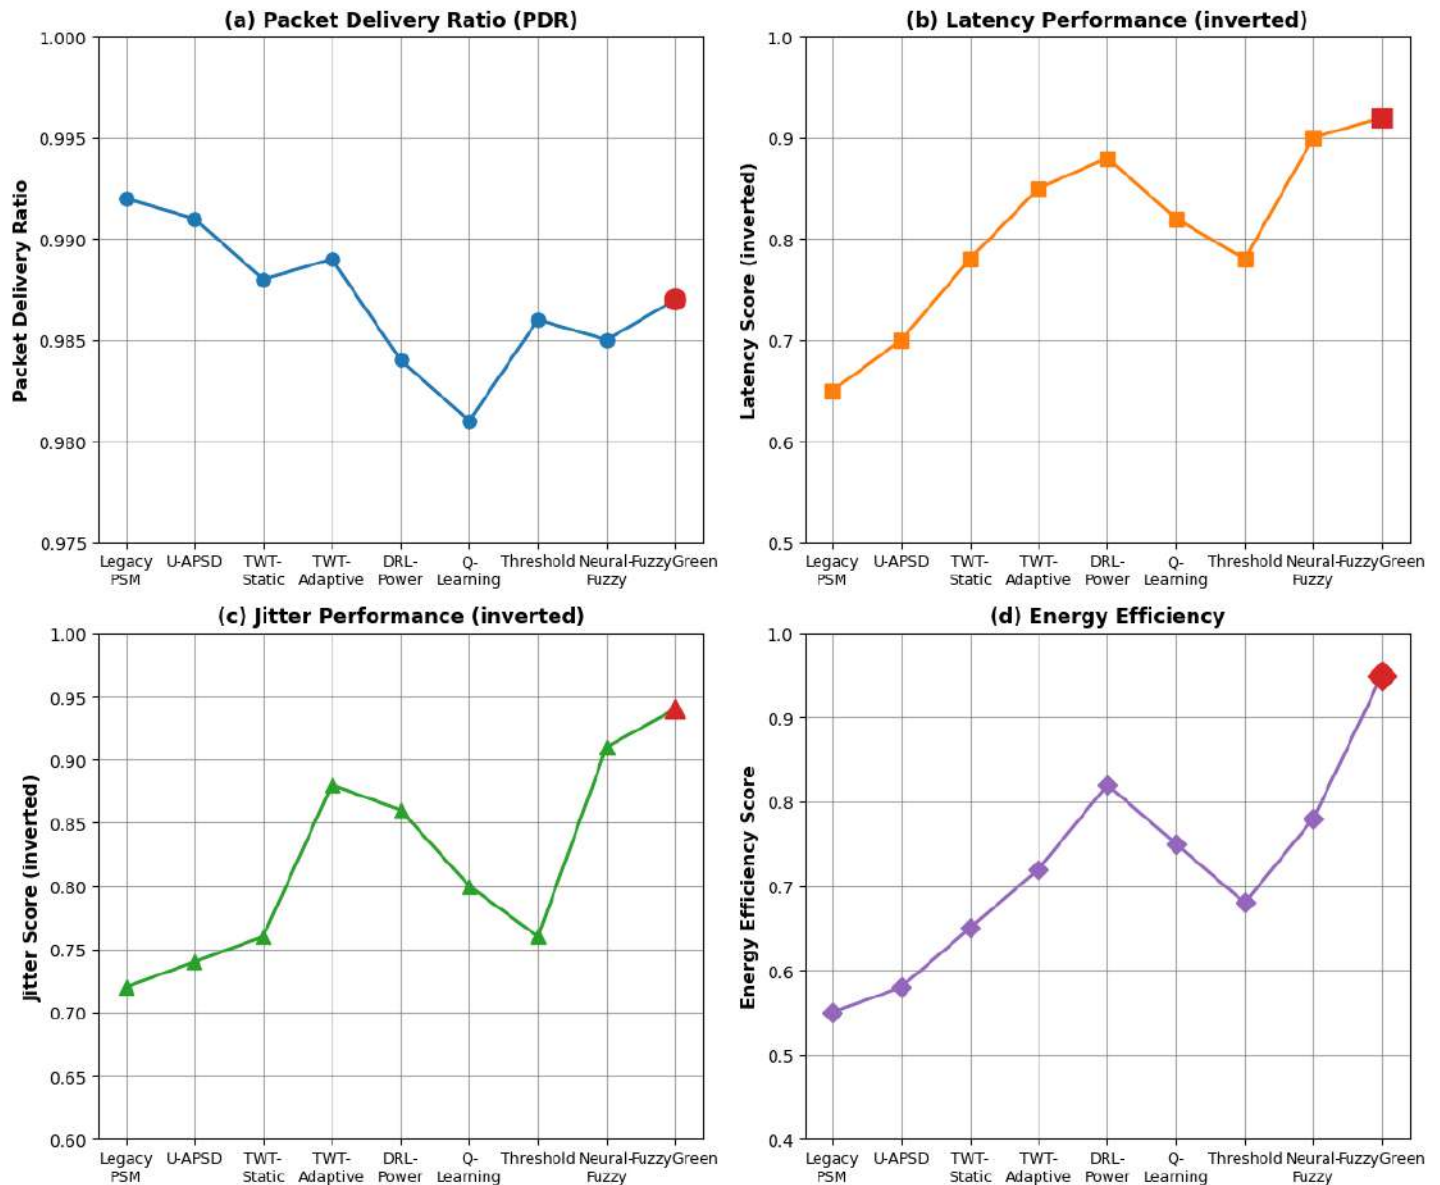 (a) Packet Delivery Ratio (PDR)
1.000
0.995
0.990
0.985
0.980
0.975
Packet Delivery Ratio
Legacy PSM
U-APSD
TWT-Static
TWT-Adaptive
DRL-Power
Q-Learning
Threshold
Neural-Fuzzy
FuzzyGreen
(b) Latency Performance (inverted)
1.0
0.9
0.8
0.7
0.6
0.5
Latency Score (inverted)
Legacy PSM
U-APSD
TWT-Static
TWT-Adaptive
DRL-Power
Q-Learning
Threshold
Neural-Fuzzy
FuzzyGreen
(c) Jitter Performance (inverted)
1.00
0.95
0.90
0.85
0.80
0.75
0.70
0.65
0.60
Jitter Score (inverted)
Legacy PSM
U-APSD
TWT-Static
TWT-Adaptive
DRL-Power
Q-Learning
Threshold
Neural-Fuzzy
FuzzyGreen
(d) Energy Efficiency
1.0
0.9
0.8
0.7
0.6
0.5
0.4
Energy Efficiency Score
Legacy PSM
U-APSD
TWT-Static
TWT-Adaptive
DRL-Power
Q-Learning
Threshold
Neural-Fuzzy
FuzzyGreen